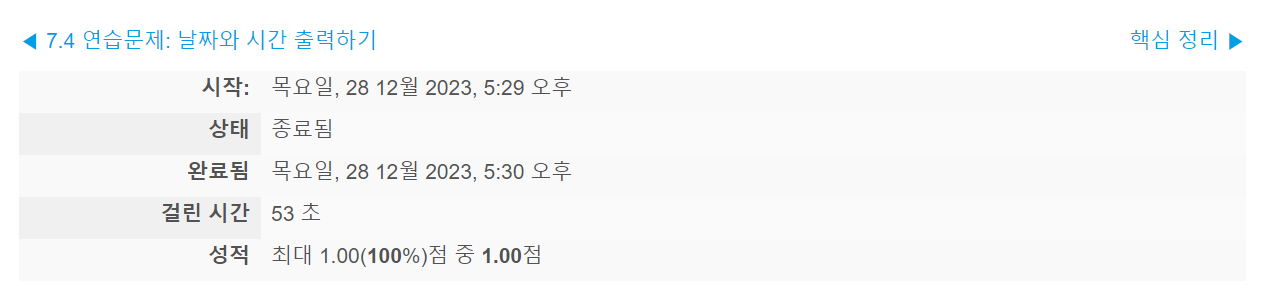 ◀ 7.4 연습문제: 날짜와 시간 출력하기 핵심 정리 ▶
시작: 목요일, 28 12월 2023, 5:29 오후
상태 종료됨
완료됨 목요일, 28 12월 2023, 5:30 오후
걸린 시간 53 초
성적 최대 1.00(100%)점 중 1.00점